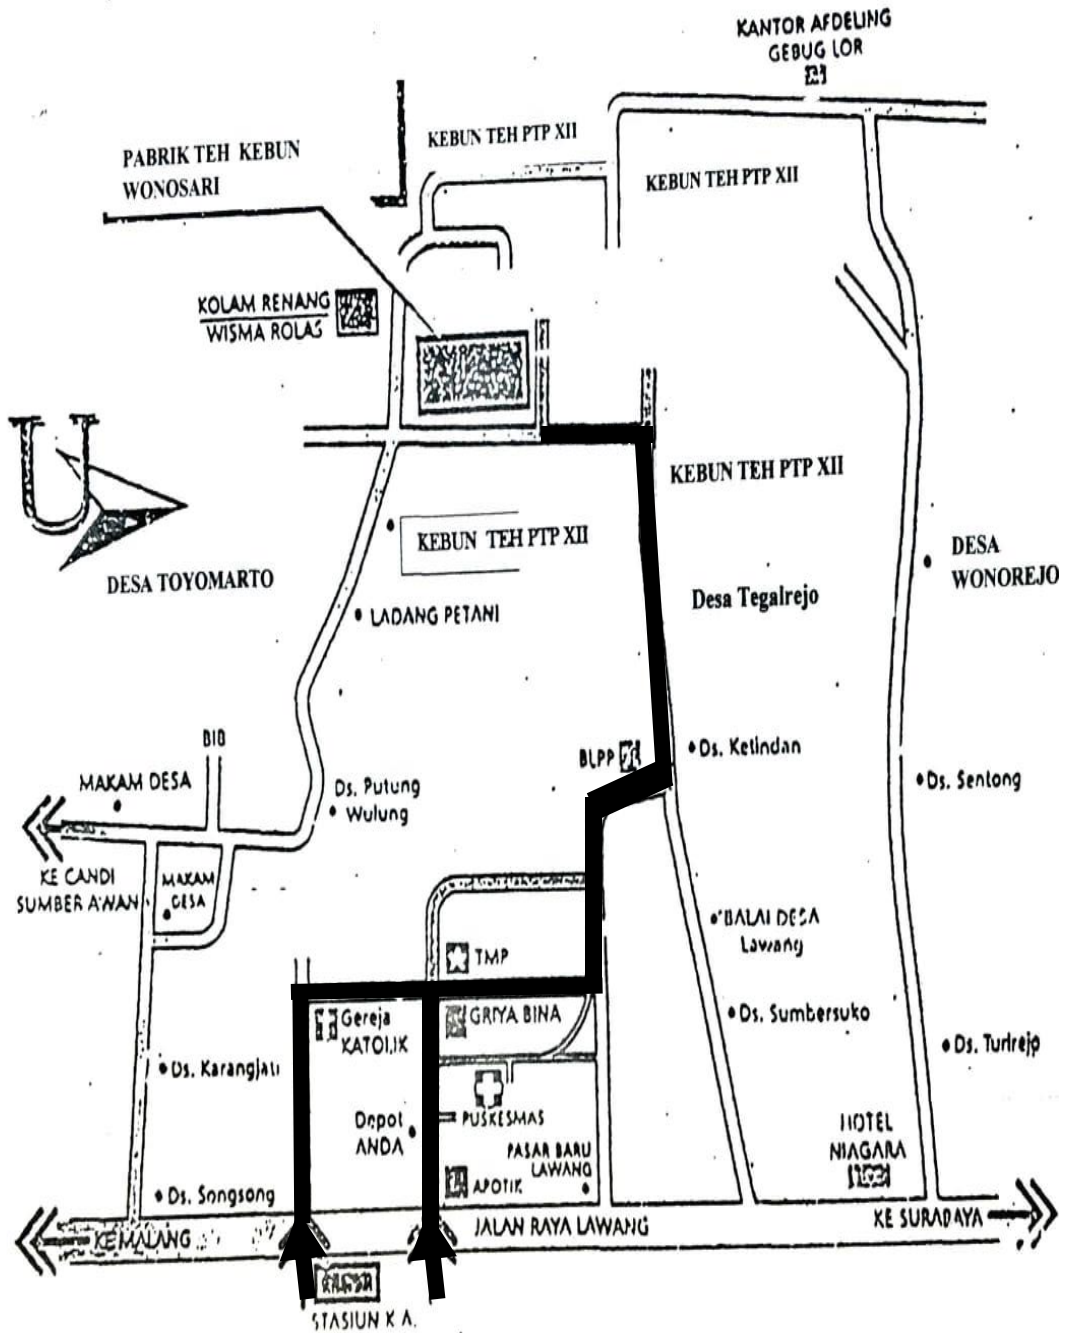 KANTOR AFDELING
GEBUG LOR
KEBUN TEH PTP XII
PABRIK TEH KEBUN
WONOSARI
KEBUN TEH PTP XII
KOLAM RENANG
WISMA ROLAS
U
KEBUN TEH PTP XII
KEBUN TEH PTP XII
DESA
WONOREJO
DESA TOYOMARTO
Desa Tegalrejo
LADANG PETANI
BIB
BLPP
Ds. Ketindan
MAKAM DESA
Ds. Putung
Wulung
Ds. Sentong
KE CANDI
SUMBER AWAN
MAKAM
DESA
BALAI DESA
Lawang
TMP
Gereja
KATOLIK
GRIYA BINA
Ds. Sumbersuko
Ds. Turirejo
Ds. Karangjati
PUSKESMAS
Depot
ANDA
HOTEL
NIAGARA
PASAR BARU
LAWANG
APOTIK
Ds. Songsong
KE MALANG
JALAN RAYA LAWANG
KE SURABAYA
STASIUN K A.